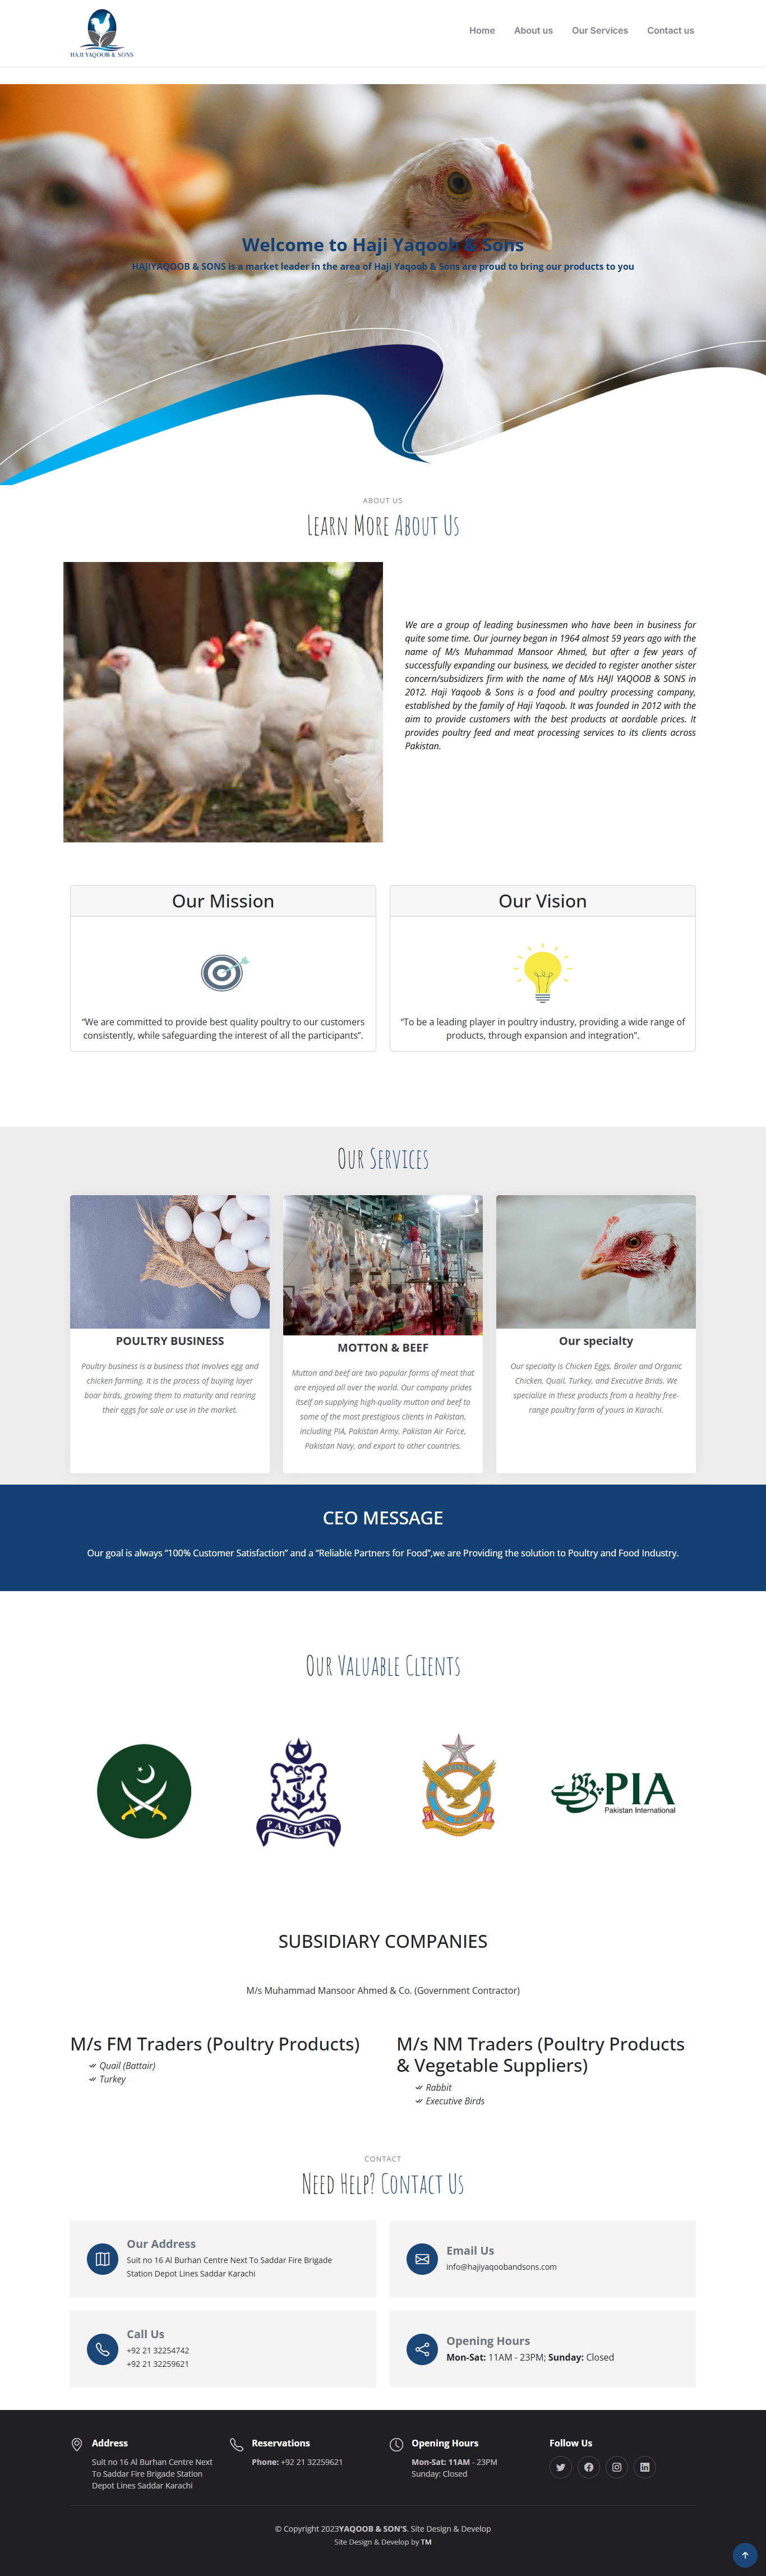 HAJI YAQOOB & SONS
Home About us Our Services Contact us
Welcome to Haji Yaqoob & Sons
HAJIYAQOOB & SONS is a market leader in the area of Haji Yaqoob & Sons are proud to bring our products to you
ABOUT US
Learn More About Us
We are a group of leading businessmen who have been in business for
quite some time. Our journey began in 1964 almost 59 years ago with the
name of M/s Muhammad Mansoor Ahmed, but after a few years of
successfully expanding our business, we decided to register another sister
concern/subsidizers firm with the name of M/s HAJI YAQOOB & SONS in
2012. Haji Yaqoob & Sons is a food and poultry processing company,
established by the family of Haji Yaqoob. It was founded in 2012 with the
aim to provide customers with the best products at aordable prices. It
provides poultry feed and meat processing services to its clients across
Pakistan.
Our Mission
“We are committed to provide best quality poultry to our customers
consistently, while safeguarding the interest of all the participants”.
Our Vision
“To be a leading player in poultry industry, providing a wide range of
products, through expansion and integration”.
Our Services
POULTRY BUSINESS
Poultry business is a business that involves egg and
chicken farming. It is the process of buying layer
boar birds, growing them to maturity and rearing
their eggs for sale or use in the market.
MOTTON & BEEF
Mutton and beef are two popular forms of meat that
are enjoyed all over the world. Our company prides
itself on supplying high-quality mutton and beef to
some of the most prestigious clients in Pakistan,
including PIA, Pakistan Army, Pakistan Air Force,
Pakistan Navy, and export to other countries.
Our specialty
Our specialty is Chicken Eggs, Broiler and Organic
Chicken, Quail, Turkey, and Executive Brids. We
specialize in these products from a healthy free-
range poultry farm of yours in Karachi.
CEO MESSAGE
Our goal is always “100% Customer Satisfaction” and a “Reliable Partners for Food”,we are Providing the solution to Poultry and Food Industry.
Our Valuable Clients
PAKISTAN
PIA
Pakistan International
SUBSIDIARY COMPANIES
M/s Muhammad Mansoor Ahmed & Co. (Government Contractor)
M/s FM Traders (Poultry Products)
Quail (Battair)
Turkey
M/s NM Traders (Poultry Products
& Vegetable Suppliers)
Rabbit
Executive Birds
CONTACT
Need Help? Contact Us
Our Address
Suit no 16 Al Burhan Centre Next To Saddar Fire Brigade
Station Depot Lines Saddar Karachi
Email Us
info@hajiyaqoobandsons.com
Call Us
+92 21 32254742
+92 21 32259621
Opening Hours
Mon-Sat: 11AM - 23PM; Sunday: Closed
Address
Suit no 16 Al Burhan Centre Next
To Saddar Fire Brigade Station
Depot Lines Saddar Karachi
Reservations
Phone: +92 21 32259621
Opening Hours
Mon-Sat: 11AM - 23PM
Sunday: Closed
Follow Us
© Copyright 2023YAQOOB & SON'S. Site Design & Develop
Site Design & Develop by TM